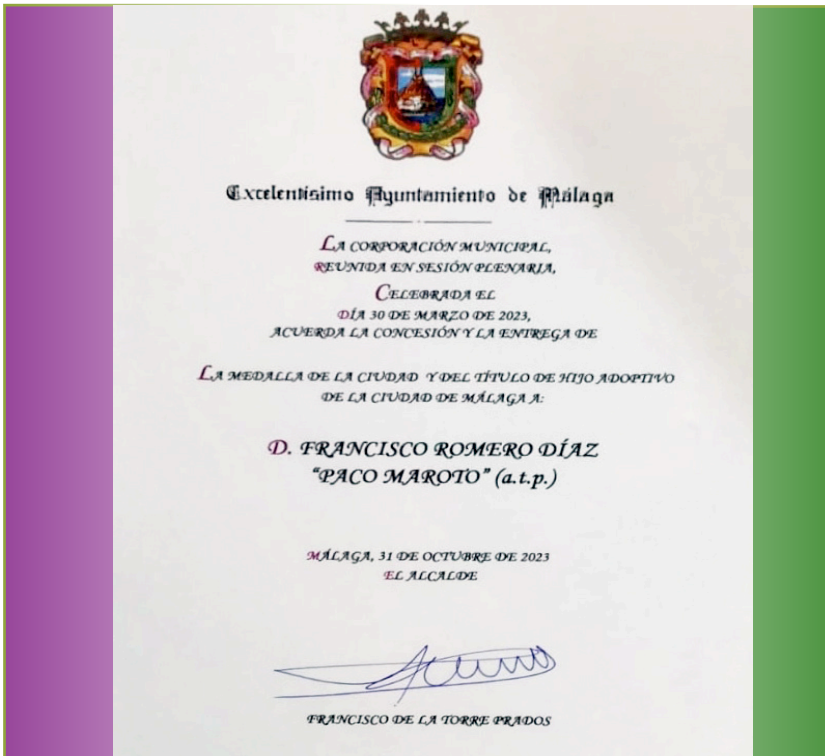 Excelentísimo Ayuntamiento de Málaga
LA CORPORACIÓN MUNICIPAL,
REUNIDA EN SESIÓN PLENARIA,
CELEBRADA EL
DÍA 30 DE MARZO DE 2023,
ACUERDA LA CONCESIÓN Y LA ENTREGA DE
LA MEDALLA DE LA CIUDAD Y DEL TÍTULO DE HIJO ADOPTIVO
DE LA CIUDAD DE MÁLAGA A:
D. FRANCISCO ROMERO DÍAZ
"PACO MAROTO" (a.t.p.)
MÁLAGA, 31 DE OCTUBRE DE 2023
EL ALCALDE
FRANCISCO DE LA TORRE PRADOS